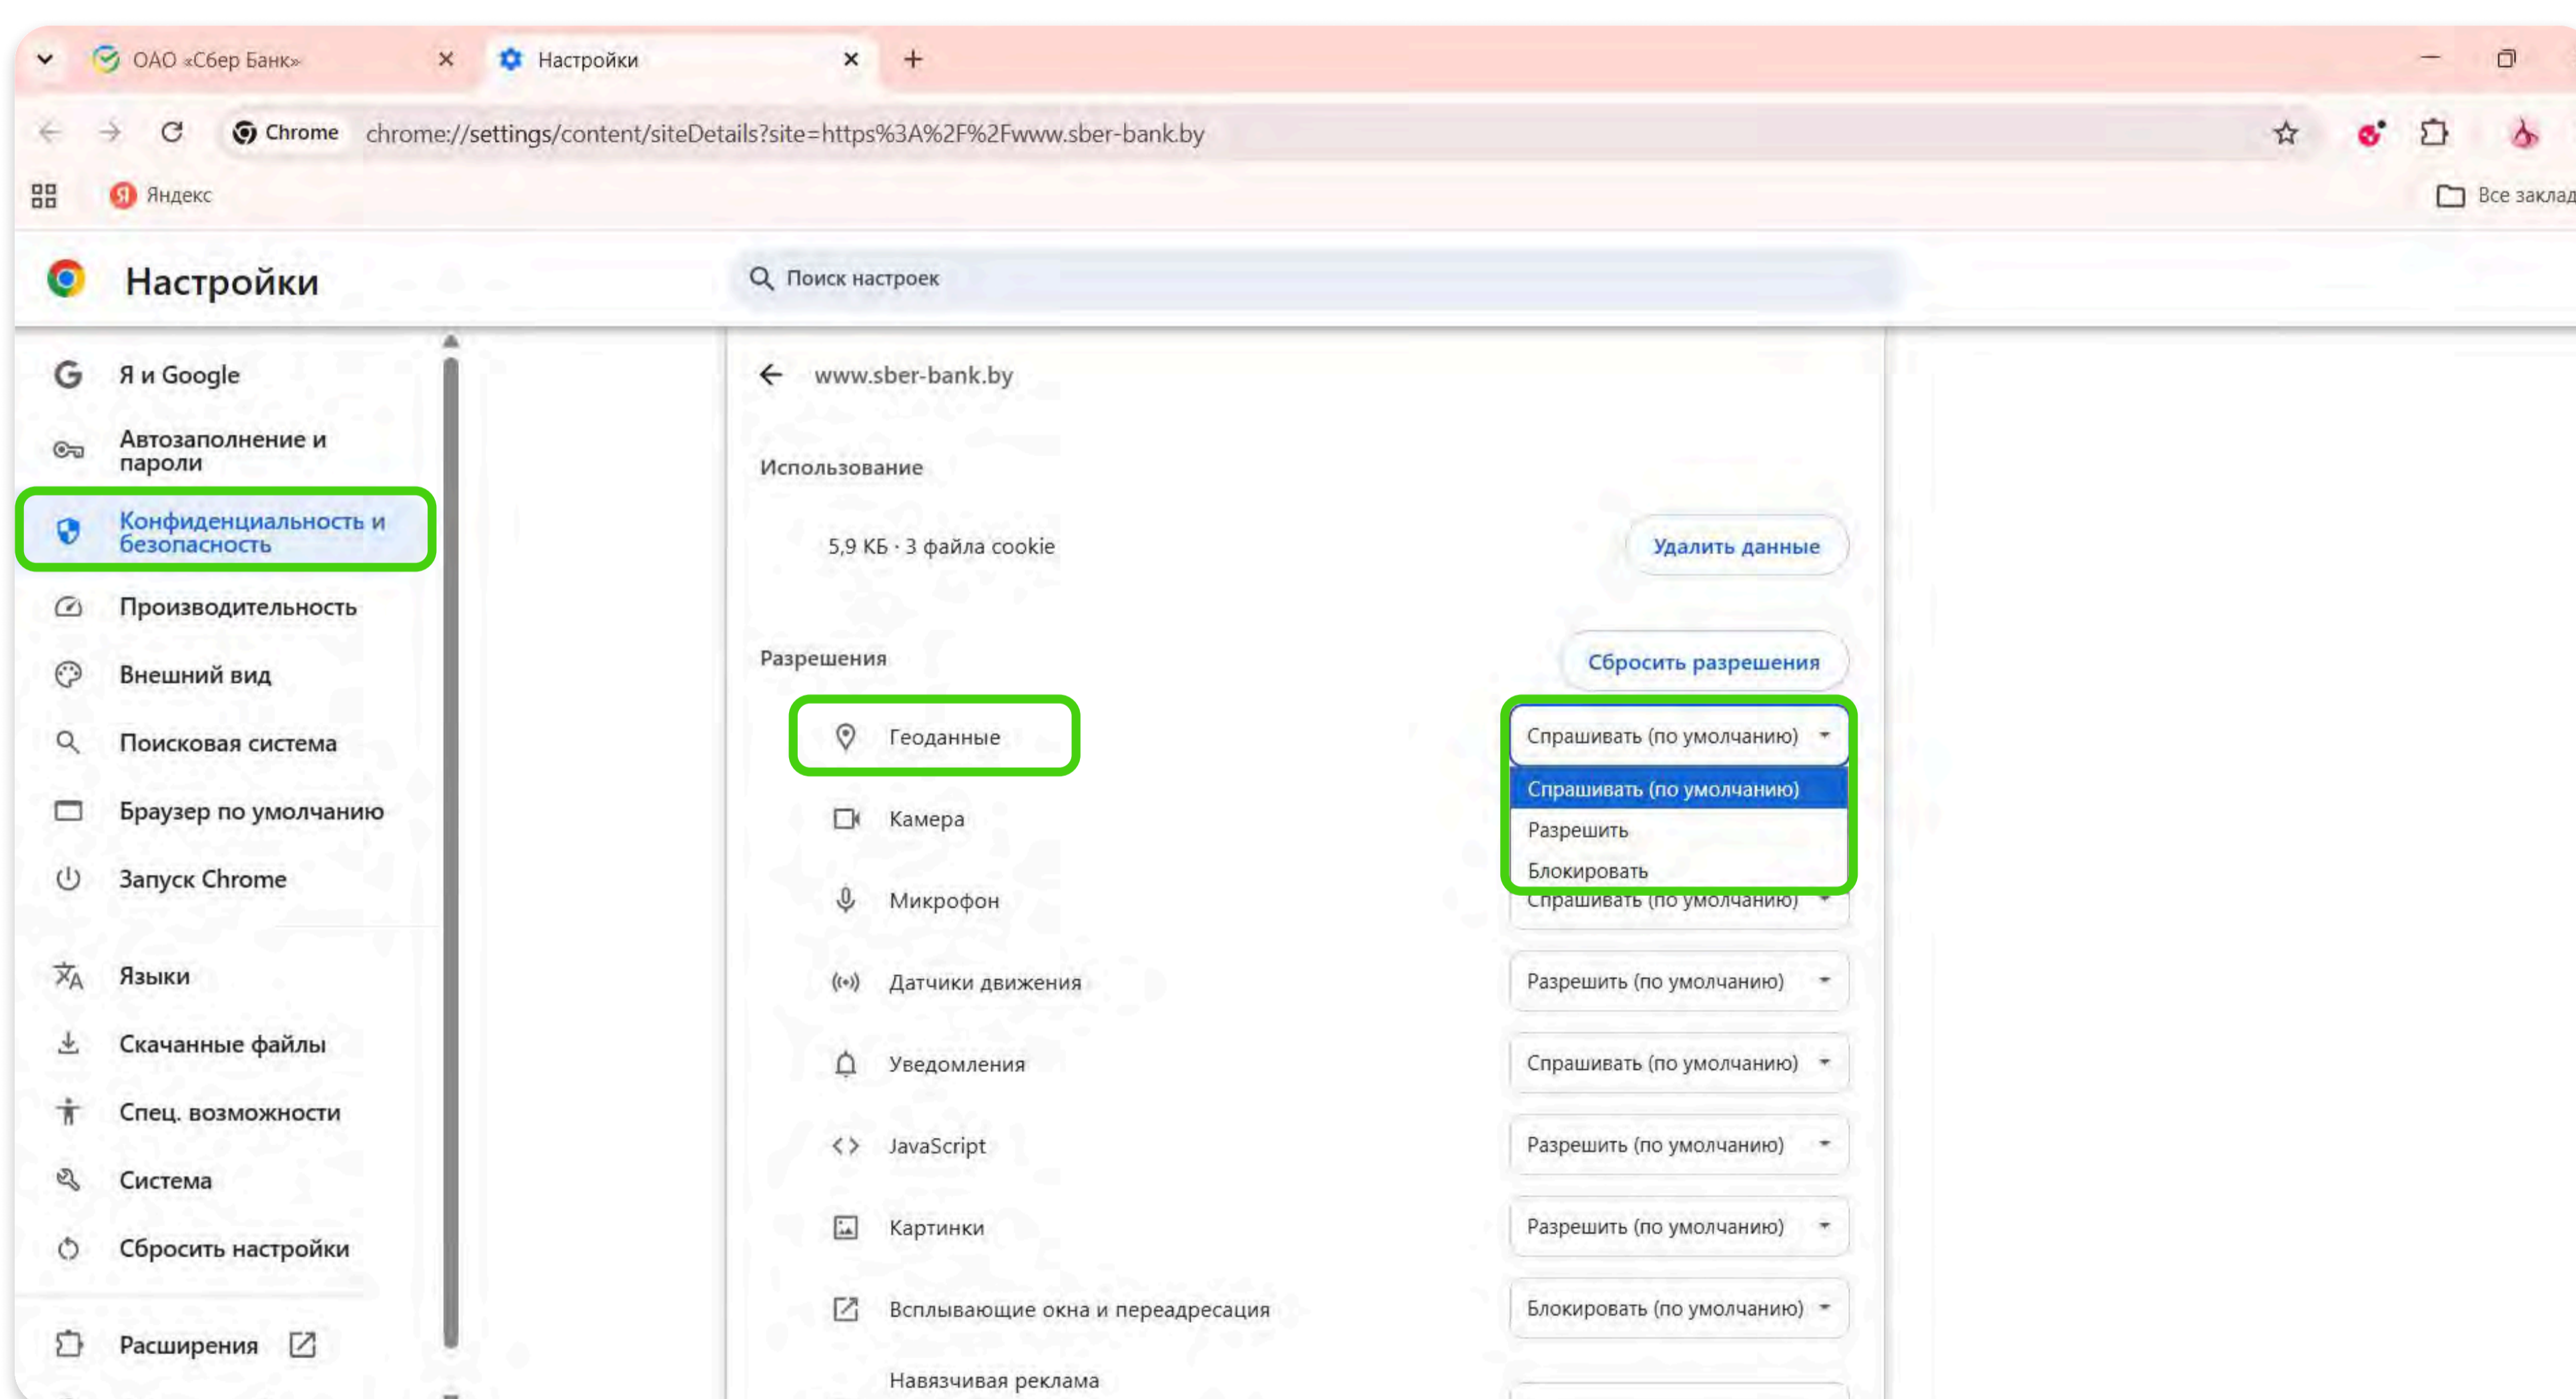 ОАО «Сбер Банк»
Настройки
Chrome
chrome://settings/content/siteDetails?site=https%3A%2F%2Fwww.sber-bank.by
Яндекс
Все
Настройки
Поиск настроек
Я и Google
Автозаполнение и
пароли
Конфиденциальность и
безопасность
Производительность
Внешний вид
Поисковая система
Браузер по умолчанию
Запуск Chrome
Языки
Скачанные файлы
Спец. возможности
Система
Сбросить настройки
Расширения
www.sber-bank.by
Использование
5,9 КБ · 3 файла cookie
Удалить данные
Разрешения
Сбросить разрешения
Геоданные
Спрашивать (по умолчанию)
Спрашивать (по умолчанию)
Разрешить
Блокировать
Камера
Микрофон
Спрашивать (по умолчанию)
Датчики движения
Разрешить (по умолчанию)
Уведомления
Спрашивать (по умолчанию)
JavaScript
Разрешить (по умолчанию)
Картинки
Разрешить (по умолчанию)
Всплывающие окна и переадресация
Блокировать (по умолчанию)
Навязчивая реклама